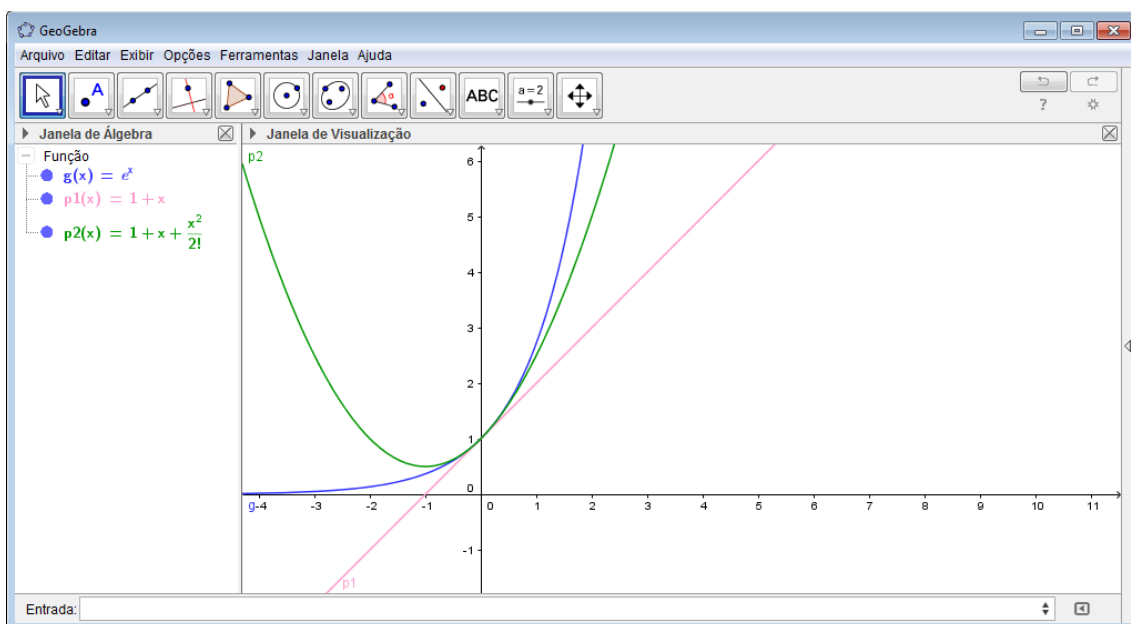 GeoGebra
Arquivo Editar Exibir Opções Ferramentas Janela Ajuda
A
α
ABC
a=2
?
Janela de Álgebra
Janela de Visualização
Função
g(x) = eˣ
p1(x) = 1 + x
p2(x) = 1 + x + x²/2!
p2
6
5
4
3
2
1
0
-1
g
-4 -3 -2 -1 0 1 2 3 4 5 6 7 8 9 10 11
p1
Entrada: